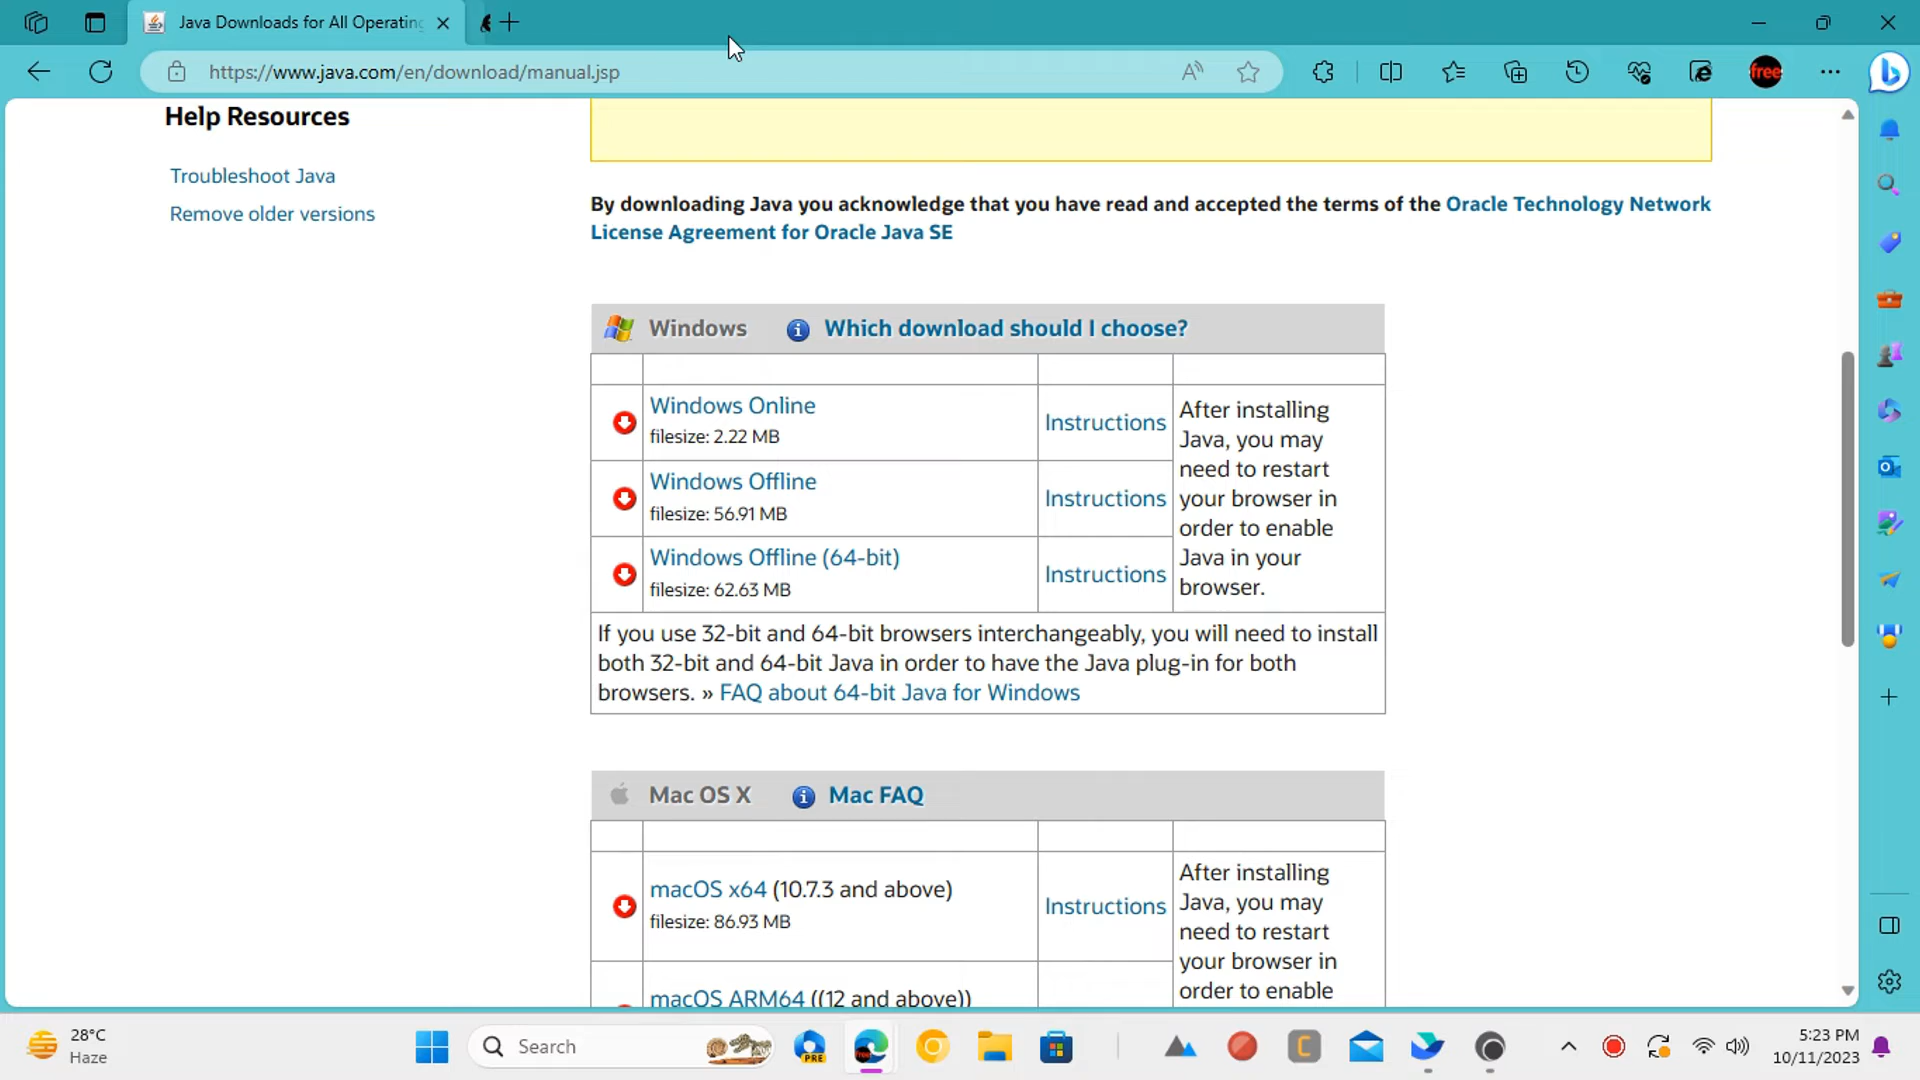 Java Downloads for All Operating
https://www.java.com/en/download/manual.jsp
free
Help Resources
Troubleshoot Java
Remove older versions
By downloading Java you acknowledge that you have read and accepted the terms of the Oracle Technology Network
License Agreement for Oracle Java SE
Windows Which download should I choose?
Windows Online
filesize: 2.22 MB
Instructions
Windows Offline
filesize: 56.91 MB
Instructions
Windows Offline (64-bit)
filesize: 62.63 MB
Instructions
After installing
Java, you may
need to restart
your browser in
order to enable
Java in your
browser.
If you use 32-bit and 64-bit browsers interchangeably, you will need to install
both 32-bit and 64-bit Java in order to have the Java plug-in for both
browsers. » FAQ about 64-bit Java for Windows
Mac OS X Mac FAQ
macOS x64 (10.7.3 and above)
filesize: 86.93 MB
Instructions
macOS ARM64 ((12 and above))
After installing
Java, you may
need to restart
your browser in
order to enable
28°C
Haze
Search
PRE
C
5:23 PM
10/11/2023